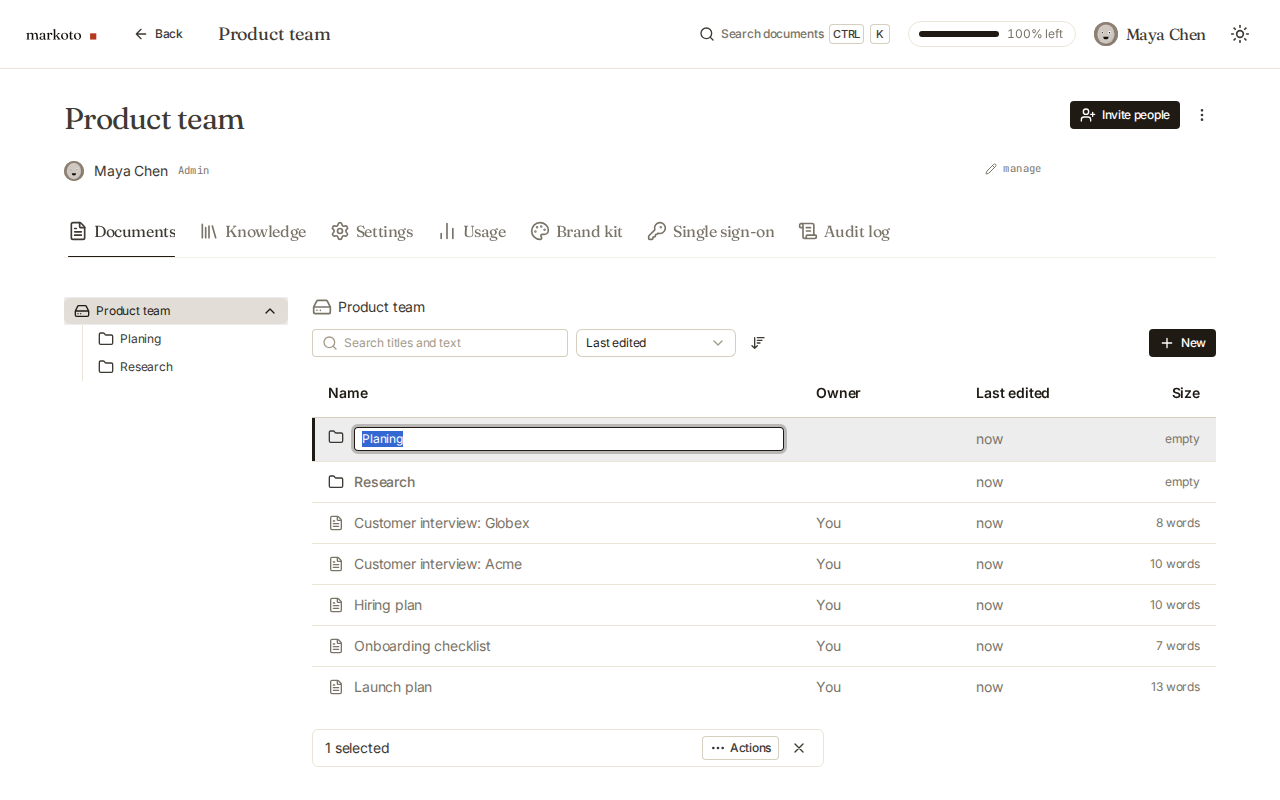 markoto
Back
Product team
Search documents CTRL K
100% left
Maya Chen
Product team
Invite people
Maya Chen Admin
manage
Documents Knowledge Settings Usage Brand kit Single sign-on Audit log
Product team
Planing
Research
Product team
Search titles and text
Last edited
New
Name Owner Last edited Size
Planing now empty
Research now empty
Customer interview: Globex You now 8 words
Customer interview: Acme You now 10 words
Hiring plan You now 10 words
Onboarding checklist You now 7 words
Launch plan You now 13 words
1 selected Actions